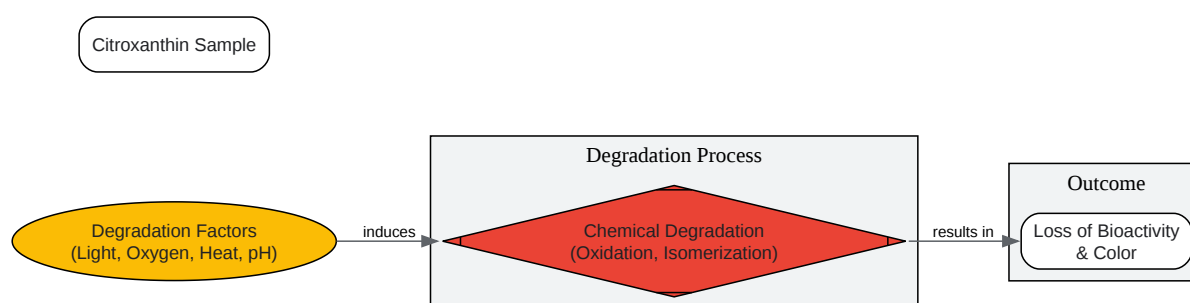 Citroxanthin Sample
Degradation Process
Outcome
Degradation Factors
(Light, Oxygen, Heat, pH)
induces
Chemical Degradation
(Oxidation, Isomerization)
results in
Loss of Bioactivity
& Color